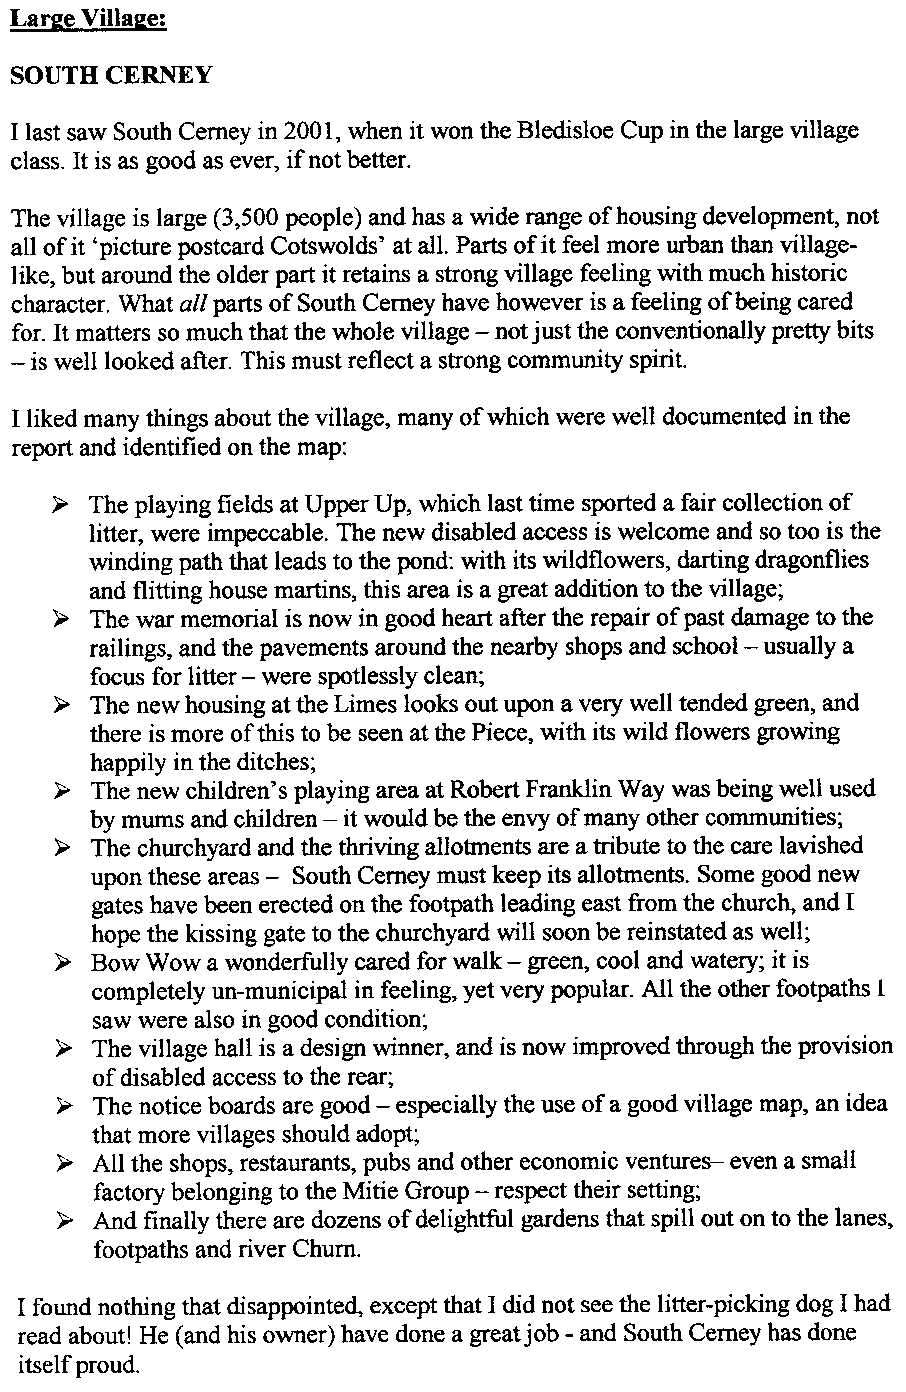 Large Village:
SOUTH CERNEY
I last saw South Cerney in 2001, when it won the Bledisloe Cup in the large village
class. It is as good as ever, if not better.
The village is large (3,500 people) and has a wide range of housing development, not
all of it ‘picture postcard Cotswolds’ at all. Parts of it feel more urban than village-
like, but around the older part it retains a strong village feeling with much historic
character. What all parts of South Cerney have however is a feeling of being cared
for. It matters so much that the whole village – not just the conventionally pretty bits
– is well looked after. This must reflect a strong community spirit.
I liked many things about the village, many of which were well documented in the
report and identified on the map:
➢ The playing fields at Upper Up, which last time sported a fair collection of
litter, were impeccable. The new disabled access is welcome and so too is the
winding path that leads to the pond: with its wildflowers, darting dragonflies
and flitting house martins, this area is a great addition to the village;
➢ The war memorial is now in good heart after the repair of past damage to the
railings, and the pavements around the nearby shops and school – usually a
focus for litter – were spotlessly clean;
➢ The new housing at the Limes looks out upon a very well tended green, and
there is more of this to be seen at the Piece, with its wild flowers growing
happily in the ditches;
➢ The new children’s playing area at Robert Franklin Way was being well used
by mums and children – it would be the envy of many other communities;
➢ The churchyard and the thriving allotments are a tribute to the care lavished
upon these areas – South Cerney must keep its allotments. Some good new
gates have been erected on the footpath leading east from the church, and I
hope the kissing gate to the churchyard will soon be reinstated as well;
➢ Bow Wow a wonderfully cared for walk – green, cool and watery; it is
completely un-municipal in feeling, yet very popular. All the other footpaths I
saw were also in good condition;
➢ The village hall is a design winner, and is now improved through the provision
of disabled access to the rear;
➢ The notice boards are good – especially the use of a good village map, an idea
that more villages should adopt;
➢ All the shops, restaurants, pubs and other economic ventures– even a small
factory belonging to the Mitie Group – respect their setting;
➢ And finally there are dozens of delightful gardens that spill out on to the lanes,
footpaths and river Churn.
I found nothing that disappointed, except that I did not see the litter-picking dog I had
read about! He (and his owner) have done a great job - and South Cerney has done
itself proud.